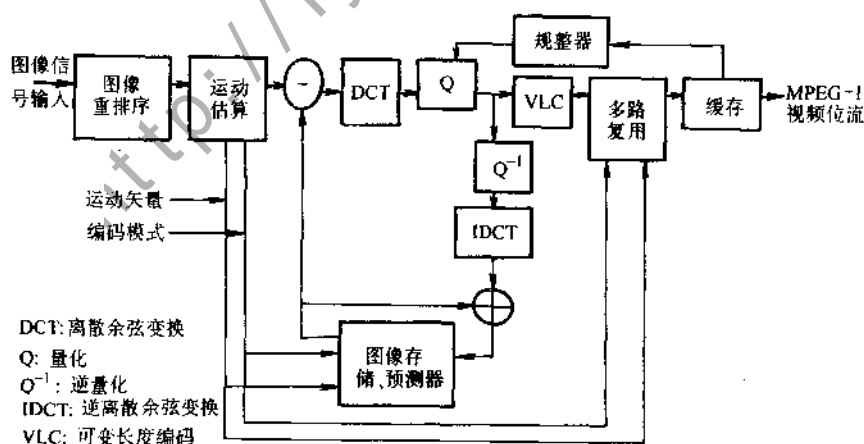 规整器
图像信
号输入
图像
重排序
运动
估算
-
DCT
Q
VLC
多路
复用
缓存
MPEG-1
视频位流
Q⁻¹
运动矢量
IDCT
编码模式
DCT: 离散余弦变换
Q: 量化
Q⁻¹: 逆量化
IDCT: 逆离散余弦变换
VLC: 可变长度编码
图像存
储、预测器
http://